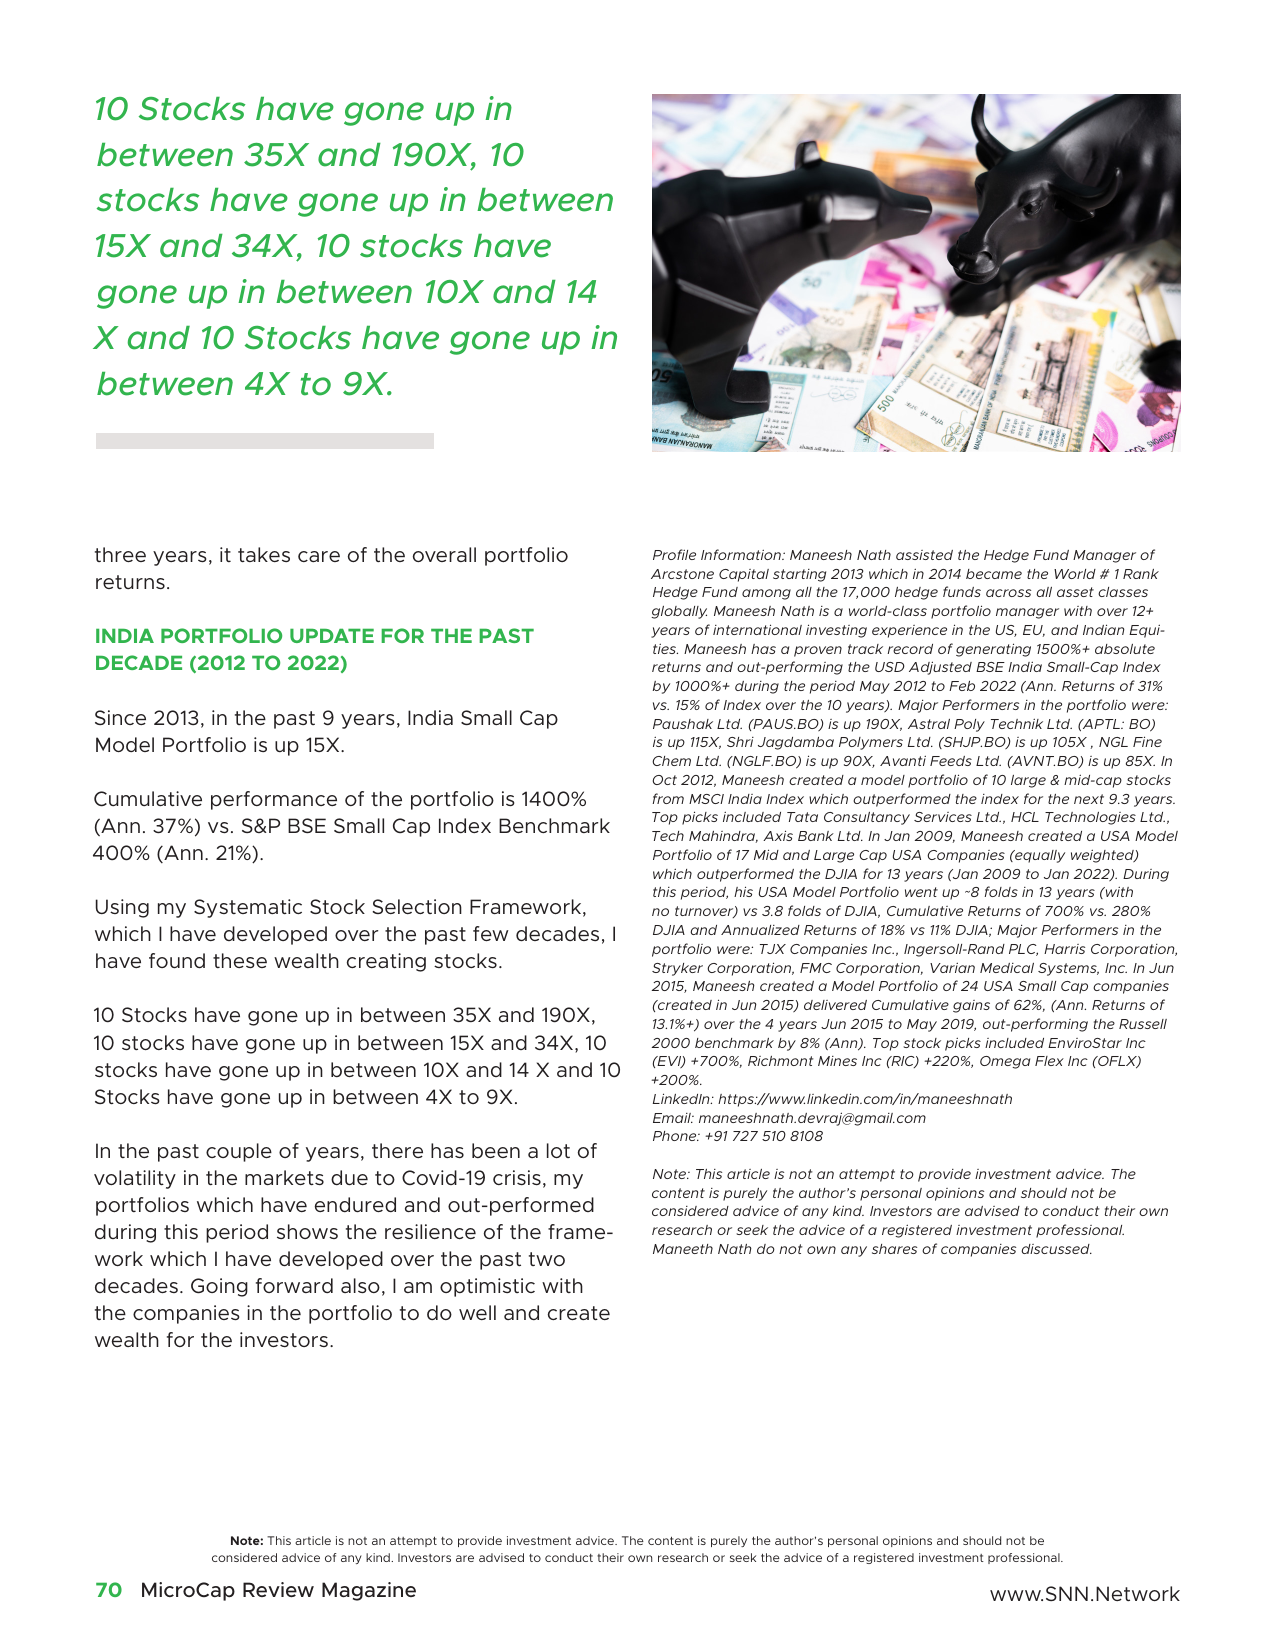 10 Stocks have gone up in
between 35X and 190X, 10
stocks have gone up in between
15X and 34X, 10 stocks have
gone up in between 10X and 14
X and 10 Stocks have gone up in
between 4X to 9X.
50
500
MANORANJAN BANK
MANORANJAN BANK OF INDIA
three years, it takes care of the overall portfolio
returns.
INDIA PORTFOLIO UPDATE FOR THE PAST
DECADE (2012 TO 2022)
Since 2013, in the past 9 years, India Small Cap
Model Portfolio is up 15X.
Cumulative performance of the portfolio is 1400%
(Ann. 37%) vs. S&P BSE Small Cap Index Benchmark
400% (Ann. 21%).
Using my Systematic Stock Selection Framework,
which I have developed over the past few decades, I
have found these wealth creating stocks.
10 Stocks have gone up in between 35X and 190X,
10 stocks have gone up in between 15X and 34X, 10
stocks have gone up in between 10X and 14 X and 10
Stocks have gone up in between 4X to 9X.
In the past couple of years, there has been a lot of
volatility in the markets due to Covid-19 crisis, my
portfolios which have endured and out-performed
during this period shows the resilience of the frame-
work which I have developed over the past two
decades. Going forward also, I am optimistic with
the companies in the portfolio to do well and create
wealth for the investors.
Profile Information: Maneesh Nath assisted the Hedge Fund Manager of
Arcstone Capital starting 2013 which in 2014 became the World # 1 Rank
Hedge Fund among all the 17,000 hedge funds across all asset classes
globally. Maneesh Nath is a world-class portfolio manager with over 12+
years of international investing experience in the US, EU, and Indian Equi-
ties. Maneesh has a proven track record of generating 1500%+ absolute
returns and out-performing the USD Adjusted BSE India Small-Cap Index
by 1000%+ during the period May 2012 to Feb 2022 (Ann. Returns of 31%
vs. 15% of Index over the 10 years). Major Performers in the portfolio were:
Paushak Ltd. (PAUS.BO) is up 190X, Astral Poly Technik Ltd. (APTL: BO)
is up 115X, Shri Jagdamba Polymers Ltd. (SHJP.BO) is up 105X , NGL Fine
Chem Ltd. (NGLF.BO) is up 90X, Avanti Feeds Ltd. (AVNT.BO) is up 85X. In
Oct 2012, Maneesh created a model portfolio of 10 large & mid-cap stocks
from MSCI India Index which outperformed the index for the next 9.3 years.
Top picks included Tata Consultancy Services Ltd., HCL Technologies Ltd.,
Tech Mahindra, Axis Bank Ltd. In Jan 2009, Maneesh created a USA Model
Portfolio of 17 Mid and Large Cap USA Companies (equally weighted)
which outperformed the DJIA for 13 years (Jan 2009 to Jan 2022). During
this period, his USA Model Portfolio went up ~8 folds in 13 years (with
no turnover) vs 3.8 folds of DJIA, Cumulative Returns of 700% vs. 280%
DJIA and Annualized Returns of 18% vs 11% DJIA; Major Performers in the
portfolio were: TJX Companies Inc., Ingersoll-Rand PLC, Harris Corporation,
Stryker Corporation, FMC Corporation, Varian Medical Systems, Inc. In Jun
2015, Maneesh created a Model Portfolio of 24 USA Small Cap companies
(created in Jun 2015) delivered Cumulative gains of 62%, (Ann. Returns of
13.1%+) over the 4 years Jun 2015 to May 2019, out-performing the Russell
2000 benchmark by 8% (Ann). Top stock picks included EnviroStar Inc
(EVI) +700%, Richmont Mines Inc (RIC) +220%, Omega Flex Inc (OFLX)
+200%.
LinkedIn: https://www.linkedin.com/in/maneeshnath
Email: maneeshnath.devraj@gmail.com
Phone: +91 727 510 8108
Note: This article is not an attempt to provide investment advice. The
content is purely the author's personal opinions and should not be
considered advice of any kind. Investors are advised to conduct their own
research or seek the advice of a registered investment professional.
Maneeth Nath do not own any shares of companies discussed.
Note: This article is not an attempt to provide investment advice. The content is purely the author's personal opinions and should not be
considered advice of any kind. Investors are advised to conduct their own research or seek the advice of a registered investment professional.
70 MicroCap Review Magazine
www.SNN.Network